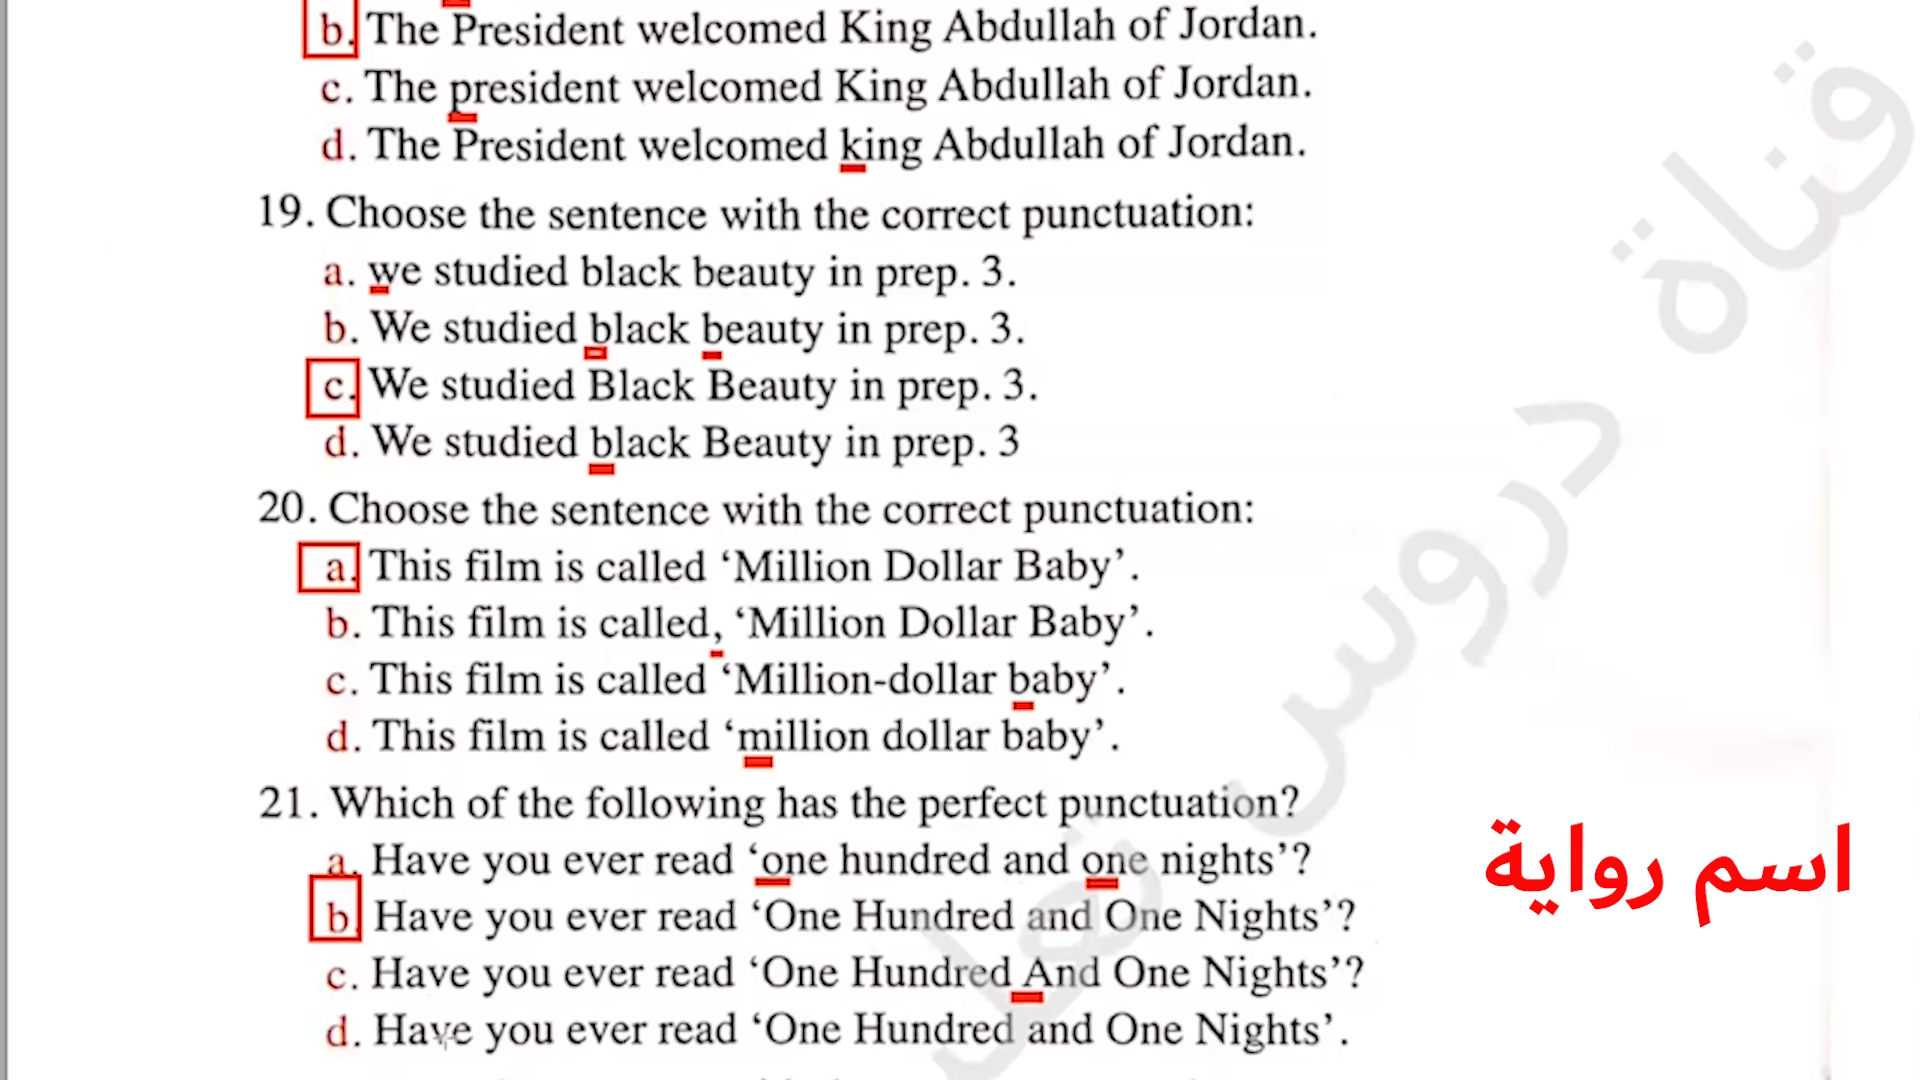 b. The President welcomed King Abdullah of Jordan.
c. The president welcomed King Abdullah of Jordan.
d. The President welcomed king Abdullah of Jordan.
19. Choose the sentence with the correct punctuation:
a. we studied black beauty in prep. 3.
b. We studied black beauty in prep. 3.
c. We studied Black Beauty in prep. 3.
d. We studied black Beauty in prep. 3
20. Choose the sentence with the correct punctuation:
a. This film is called ‘Million Dollar Baby’.
b. This film is called, ‘Million Dollar Baby’.
c. This film is called ‘Million-dollar baby’.
d. This film is called ‘million dollar baby’.
21. Which of the following has the perfect punctuation?
a. Have you ever read ‘one hundred and one nights’?
b. Have you ever read ‘One Hundred and One Nights’?
c. Have you ever read ‘One Hundred And One Nights’?
d. Have you ever read ‘One Hundred and One Nights’.
اسم رواية
قناة دروس